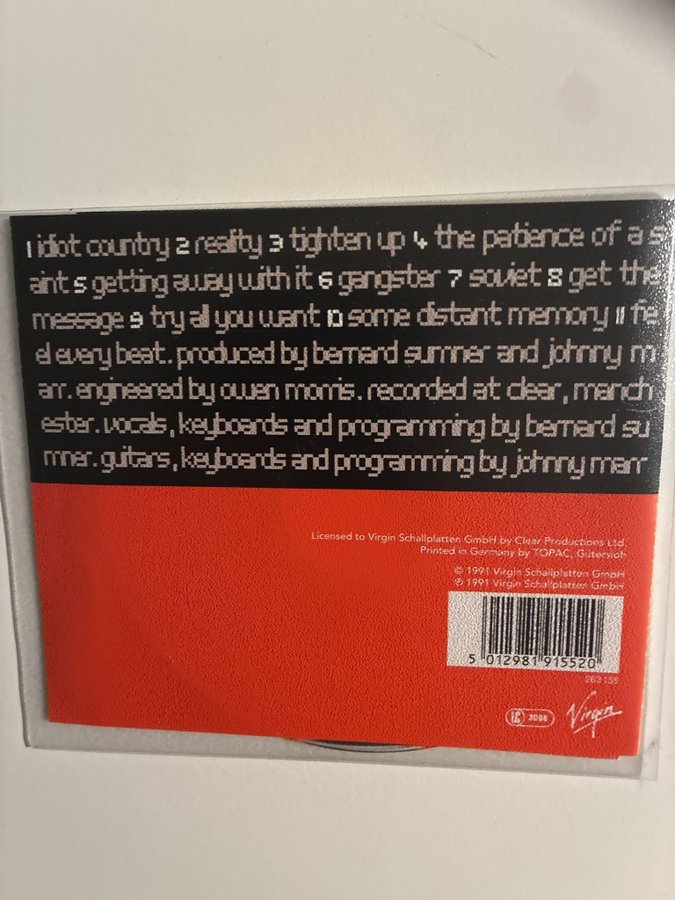 1 idiot country 2 reality 3 tighten up 4 the patience of a s
aint 5 getting away with it 6 gangster 7 soviet 8 get the
message 9 try all you want 10 some distant memory 11 fe
el every beat. produced by bernard sumner and johnny m
arr. engineered by owen morris. recorded at clear, manch
ester. vocals, keyboards and programming by bernard su
mner. guitars, keyboards and programming by johnny marr
Licensed to Virgin Schallplatten GmbH by Clear Productions Ltd.
Printed in Germany by TOPAC, Gütersloh
© 1991 Virgin Schallplatten GmbH
℗ 1991 Virgin Schallplatten GmbH
5 012981 915520
262 136
LC 3098
Virgin